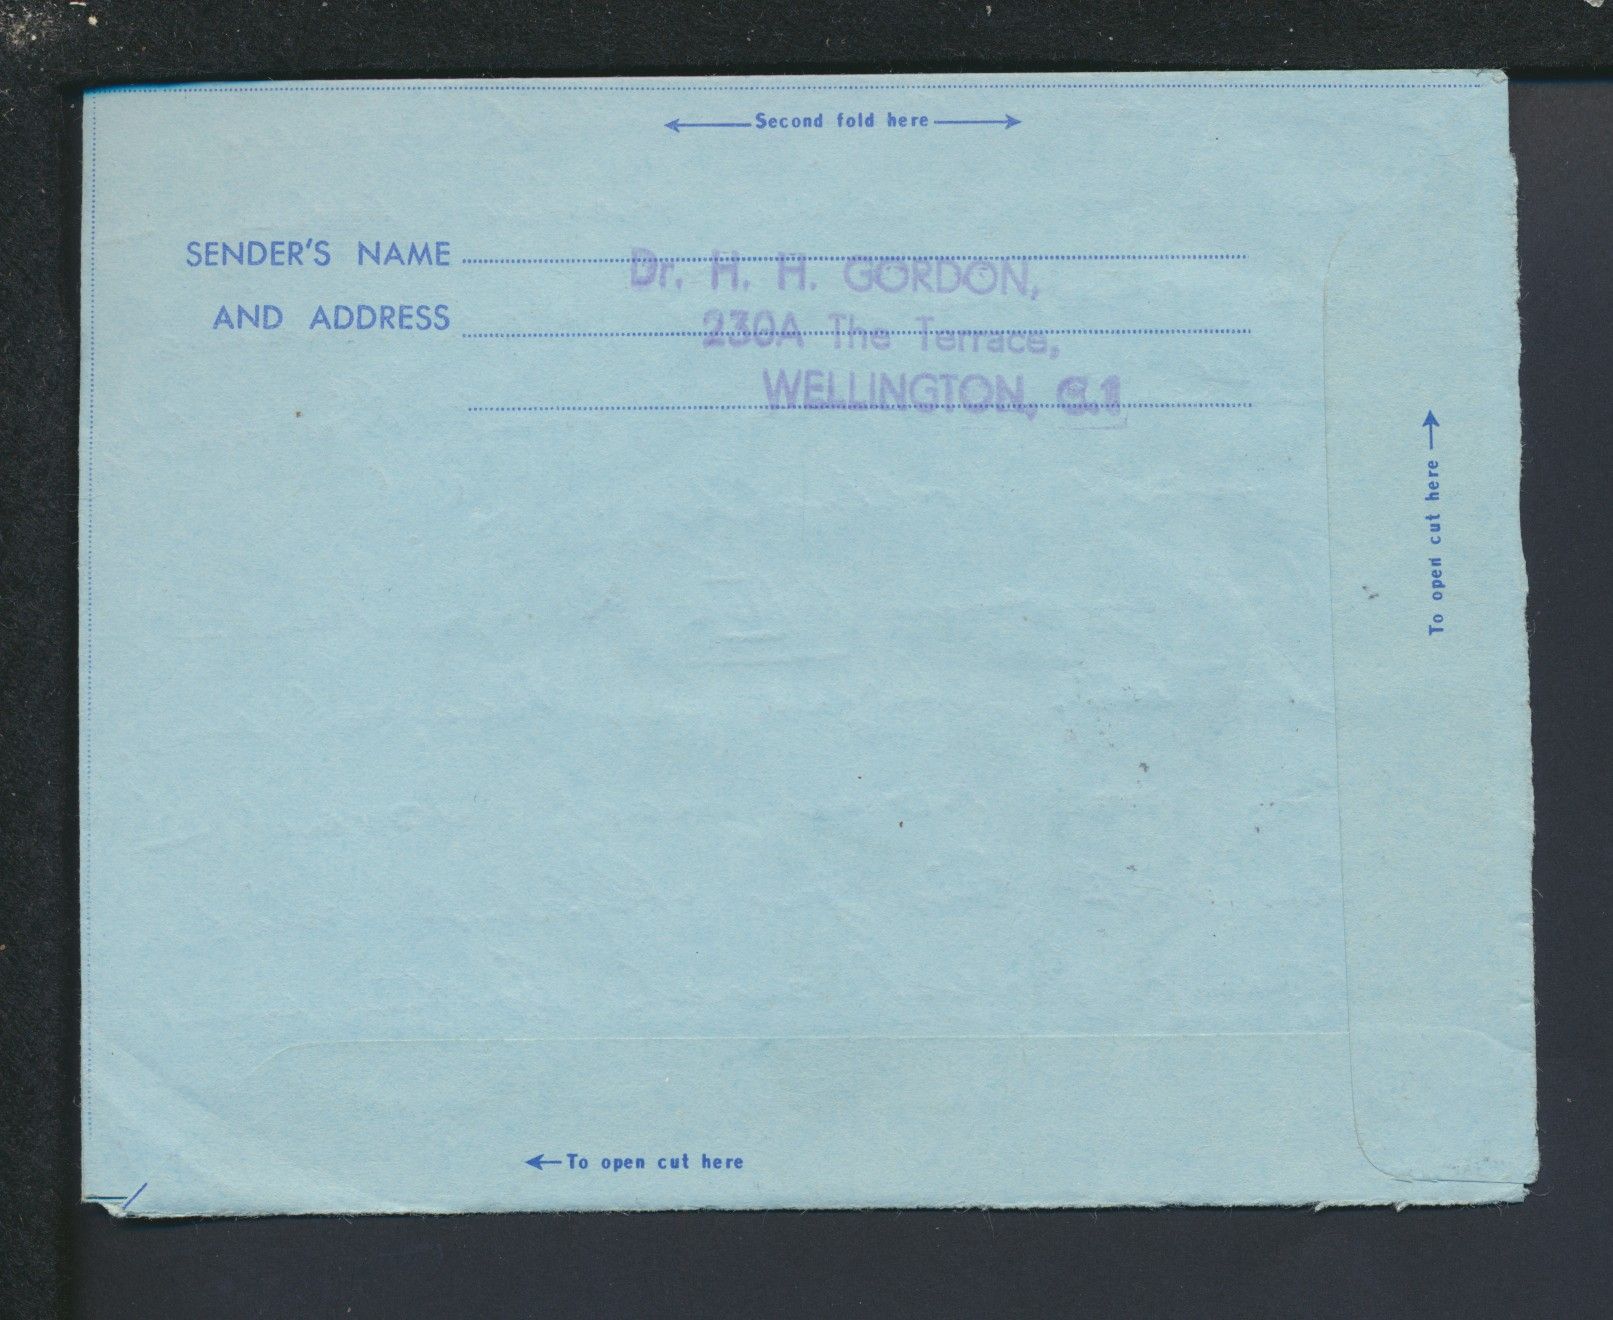 Second fold here
SENDER'S NAME
Dr. H. H. GORDON,
AND ADDRESS
230A The Terrace,
WELLINGTON, C.1
To open cut here
To open cut here